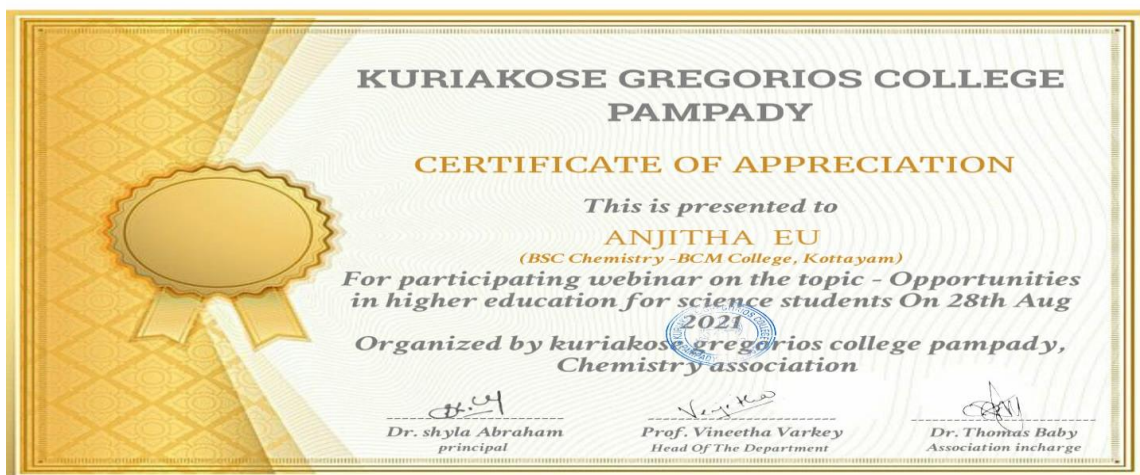 KURIAKOSE GREGORIOS COLLEGE
PAMPADY
CERTIFICATE OF APPRECIATION
This is presented to
ANJITHA EU
(BSC Chemistry -BCM College, Kottayam)
For participating webinar on the topic - Opportunities
in higher education for science students On 28th Aug
2021
Organized by kuriakose gregorios college pampady,
Chemistry association
Dr. shyla Abraham
principal
Prof. Vineetha Varkey
Head Of The Department
Dr. Thomas Baby
Association incharge